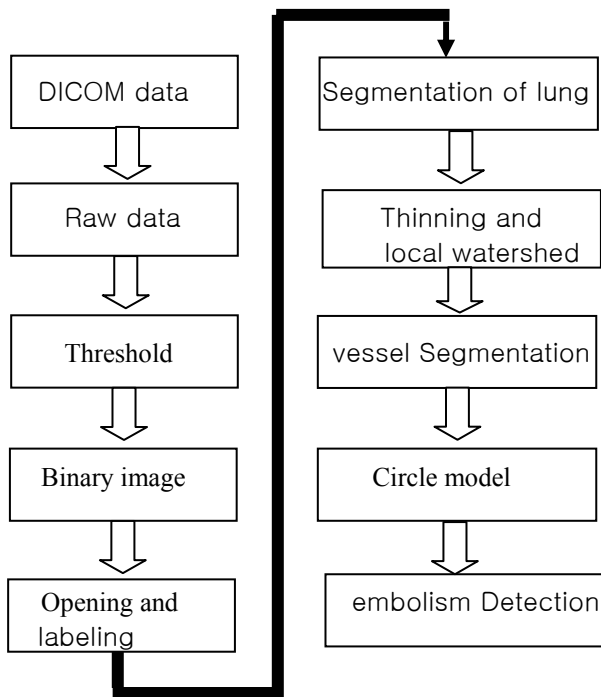 DICOM data
Raw data
Threshold
Binary image
Opening and
labeling
Segmentation of lung
Thinning and
local watershed
vessel Segmentation
Circle model
embolism Detection